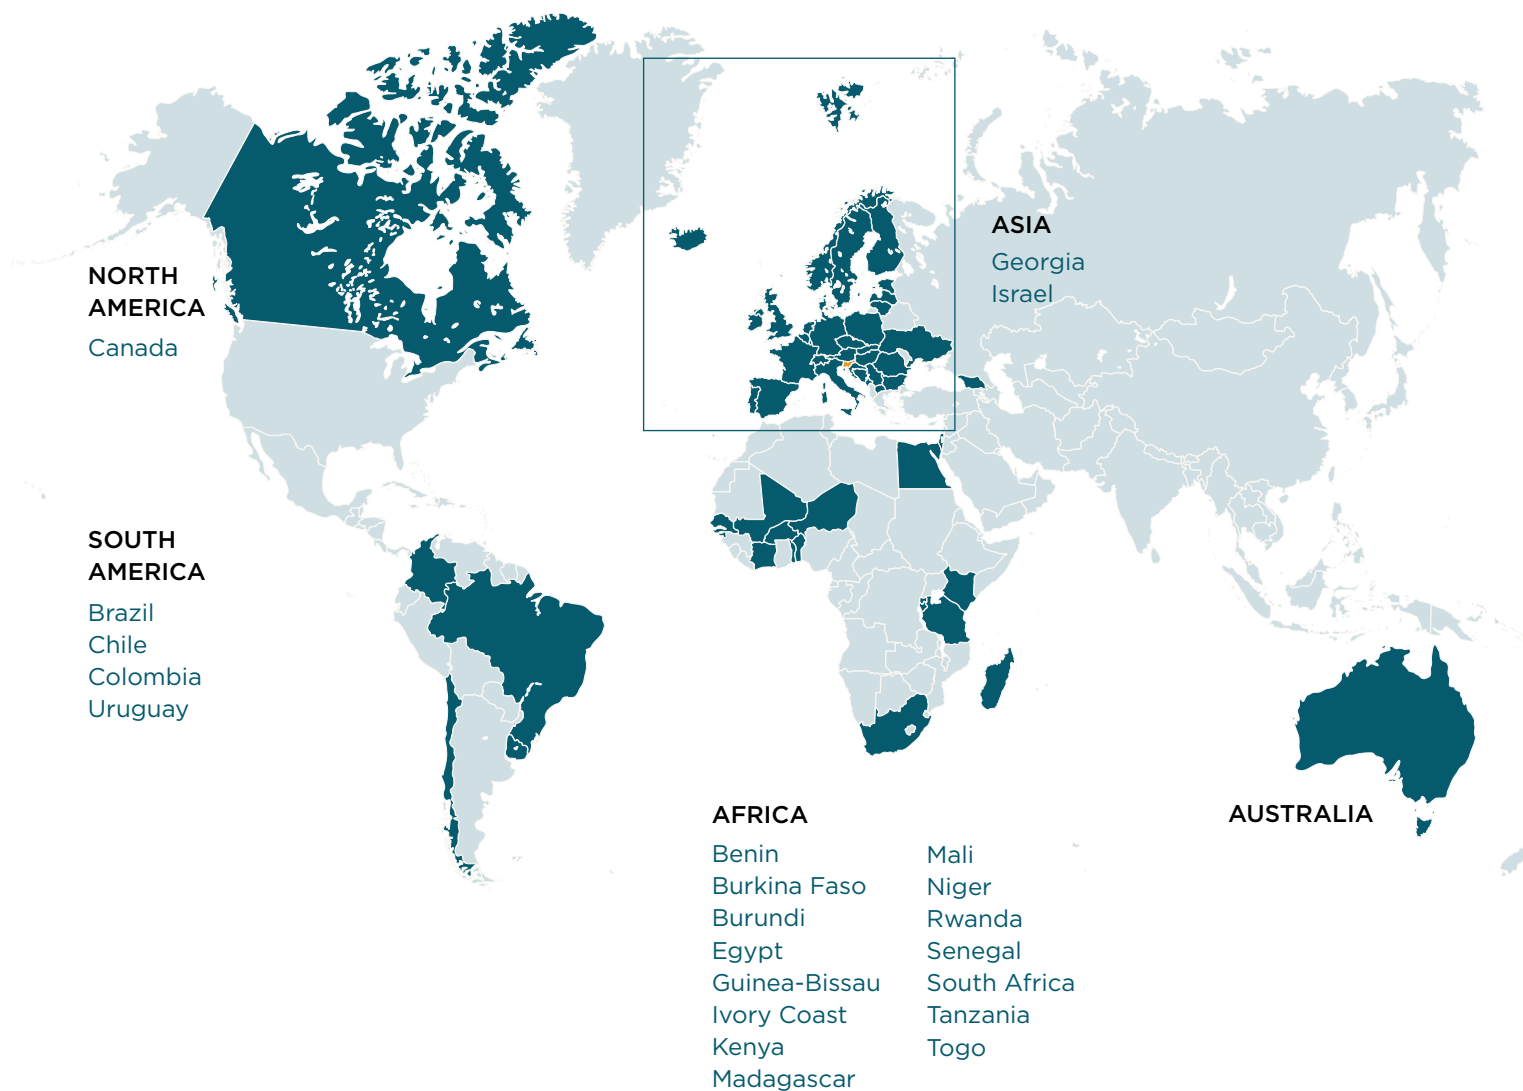 NORTH
AMERICA
Canada
ASIA
Georgia
Israel
SOUTH
AMERICA
Brazil
Chile
Colombia
Uruguay
AFRICA
Benin
Burkina Faso
Burundi
Egypt
Guinea-Bissau
Ivory Coast
Kenya
Madagascar
Mali
Niger
Rwanda
Senegal
South Africa
Tanzania
Togo
AUSTRALIA